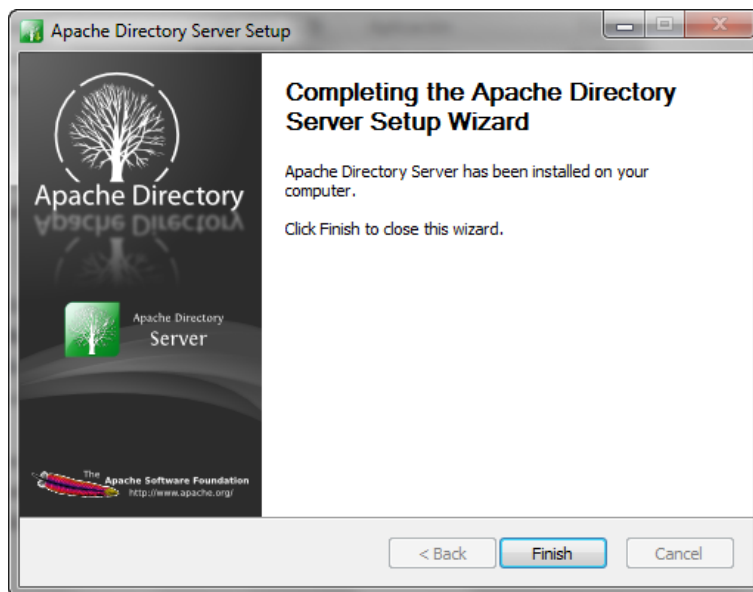 Apache Directory Server Setup
Completing the Apache Directory
Server Setup Wizard
Apache Directory Server has been installed on your
computer.
Click Finish to close this wizard.
Apache Directory
Apache Directory
Server
The
Apache Software Foundation
http://www.apache.org/
< Back
Finish
Cancel